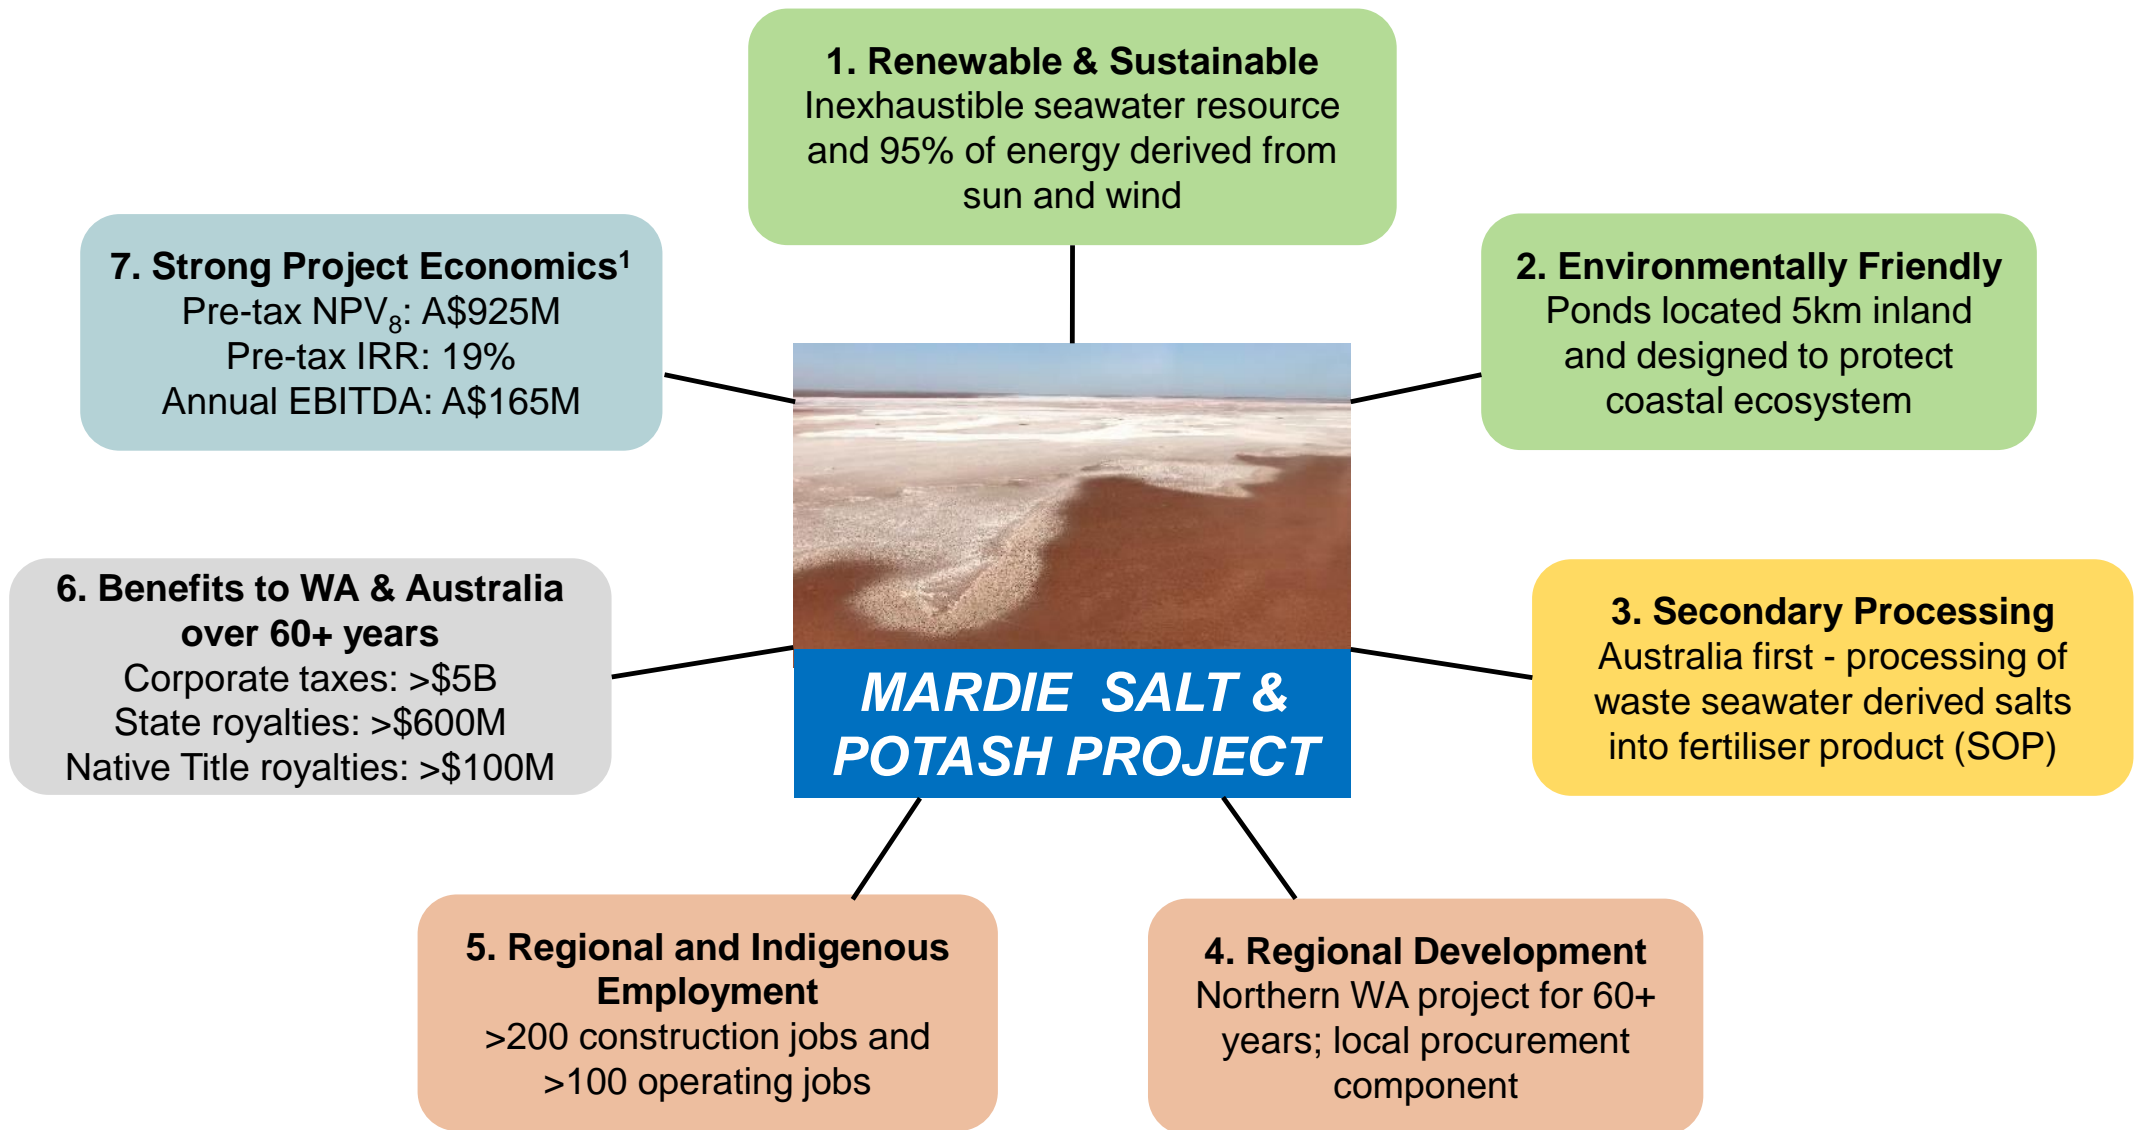 1. Renewable & Sustainable
Inexhaustible seawater resource
and 95% of energy derived from
sun and wind
2. Environmentally Friendly
Ponds located 5km inland
and designed to protect
coastal ecosystem
3. Secondary Processing
Australia first - processing of
waste seawater derived salts
into fertiliser product (SOP)
4. Regional Development
Northern WA project for 60+
years; local procurement
component
5. Regional and Indigenous
Employment
>200 construction jobs and
>100 operating jobs
6. Benefits to WA & Australia
over 60+ years
Corporate taxes: >$5B
State royalties: >$600M
Native Title royalties: >$100M
7. Strong Project Economics¹
Pre-tax NPV₈: A$925M
Pre-tax IRR: 19%
Annual EBITDA: A$165M
MARDIE SALT &
POTASH PROJECT